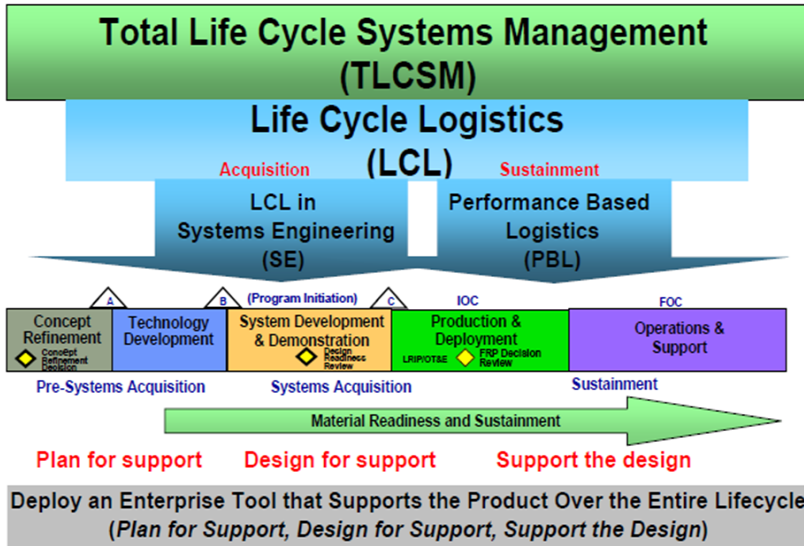 Total Life Cycle Systems Management
(TLCSM)
Life Cycle Logistics
(LCL)
Acquisition
Sustainment
LCL in
Systems Engineering
(SE)
Performance Based
Logistics
(PBL)
A
B
(Program Initiation)
C
IOC
FOC
Concept
Refinement
Concept
Refinement
Decision
Technology
Development
System Development
& Demonstration
Design
Readiness
Review
Production &
Deployment
LRIP/OT&E
FRP Decision
Review
Operations &
Support
Pre-Systems Acquisition
Systems Acquisition
Sustainment
Material Readiness and Sustainment
Plan for support
Design for support
Support the design
Deploy an Enterprise Tool that Supports the Product Over the Entire Lifecycle
(Plan for Support, Design for Support, Support the Design)